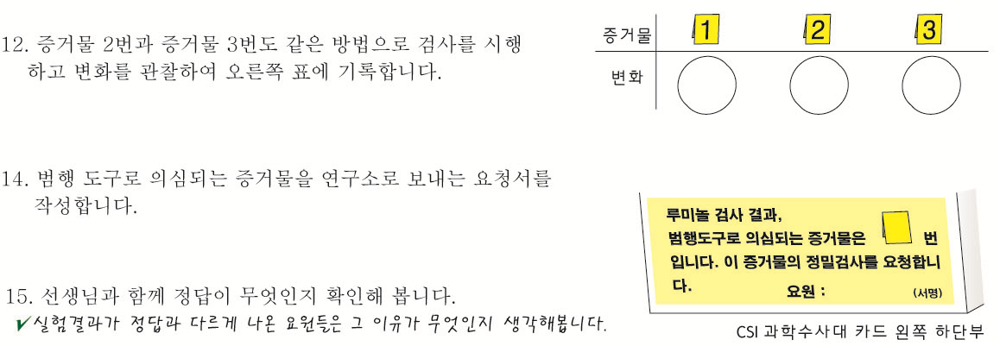 12. 증거물 2번과 증거물 3번도 같은 방법으로 검사를 시행
하고 변화를 관찰하여 오른쪽 표에 기록합니다.
증거물 1 2 3
변화
14. 범행 도구로 의심되는 증거물을 연구소로 보내는 요청서를
작성합니다.
루미놀 검사 결과,
범행도구로 의심되는 증거물은 번
입니다. 이 증거물의 정밀검사를 요청합니
다. 요원 : (서명)
15. 선생님과 함께 정답이 무엇인지 확인해 봅니다.
✔실험결과가 정답과 다르게 나온 요원들은 그 이유가 무엇인지 생각해봅니다.
CSI 과학수사대 카드 왼쪽 하단부